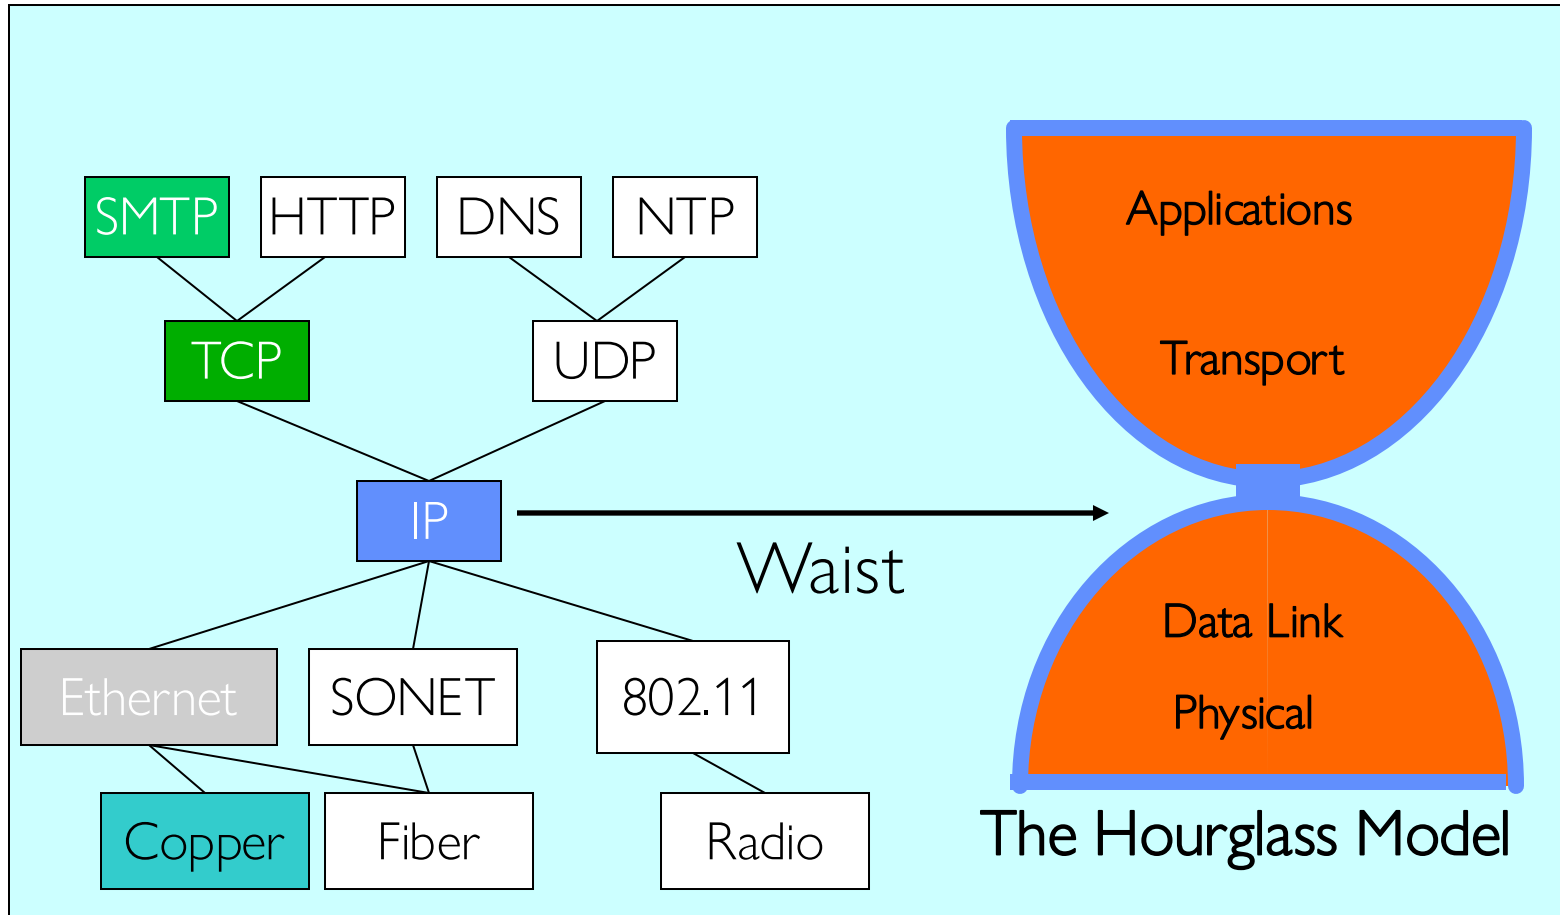 SMTP
HTTP
DNS
NTP
Applications
TCP
UDP
Transport
IP
Waist
Data Link
Ethernet
SONET
802.11
Physical
Copper
Fiber
Radio
The Hourglass Model